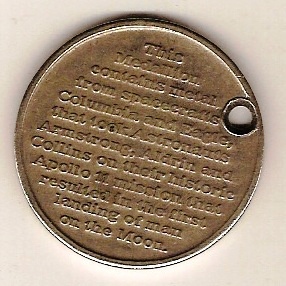 This
Medallion
contains metal
from spacecrafts
Columbia and Eagle,
that took Astronauts
Armstrong, Aldrin and
Collins on their historic
Apollo 11 mission that
resulted in the first
landing of man
on the Moon.